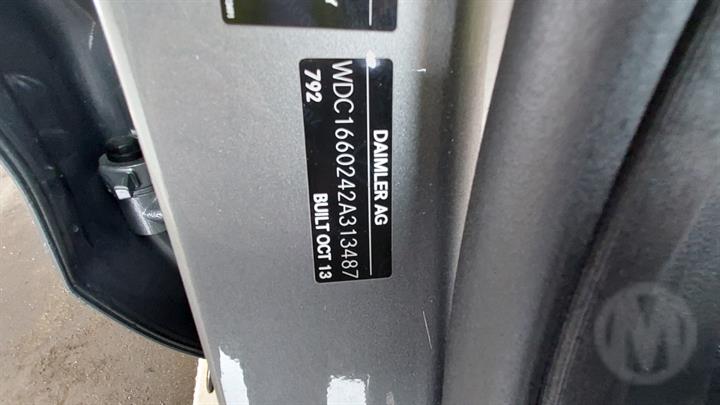 DAIMLER AG
WDC1660242A313487
792 BUILT OCT 13
M